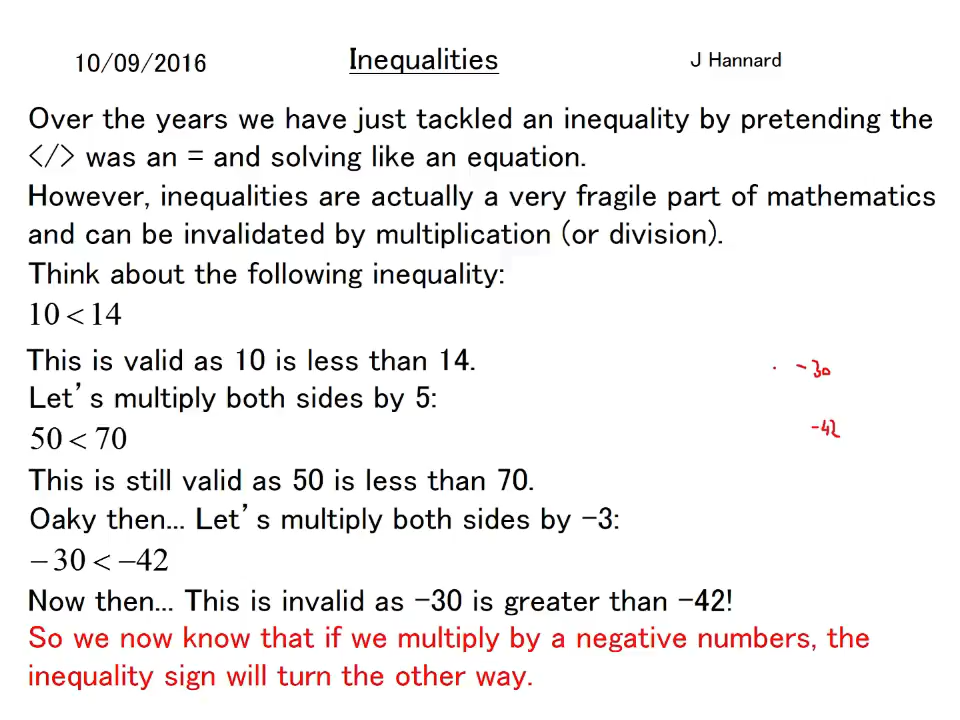 10/09/2016 Inequalities J Hannard
Over the years we have just tackled an inequality by pretending the
</> was an = and solving like an equation.
However, inequalities are actually a very fragile part of mathematics
and can be invalidated by multiplication (or division).
Think about the following inequality:
10 < 14
This is valid as 10 is less than 14.
-30
Let's multiply both sides by 5:
-42
50 < 70
This is still valid as 50 is less than 70.
Oaky then... Let's multiply both sides by -3:
-30 < -42
Now then... This is invalid as -30 is greater than -42!
So we now know that if we multiply by a negative numbers, the
inequality sign will turn the other way.